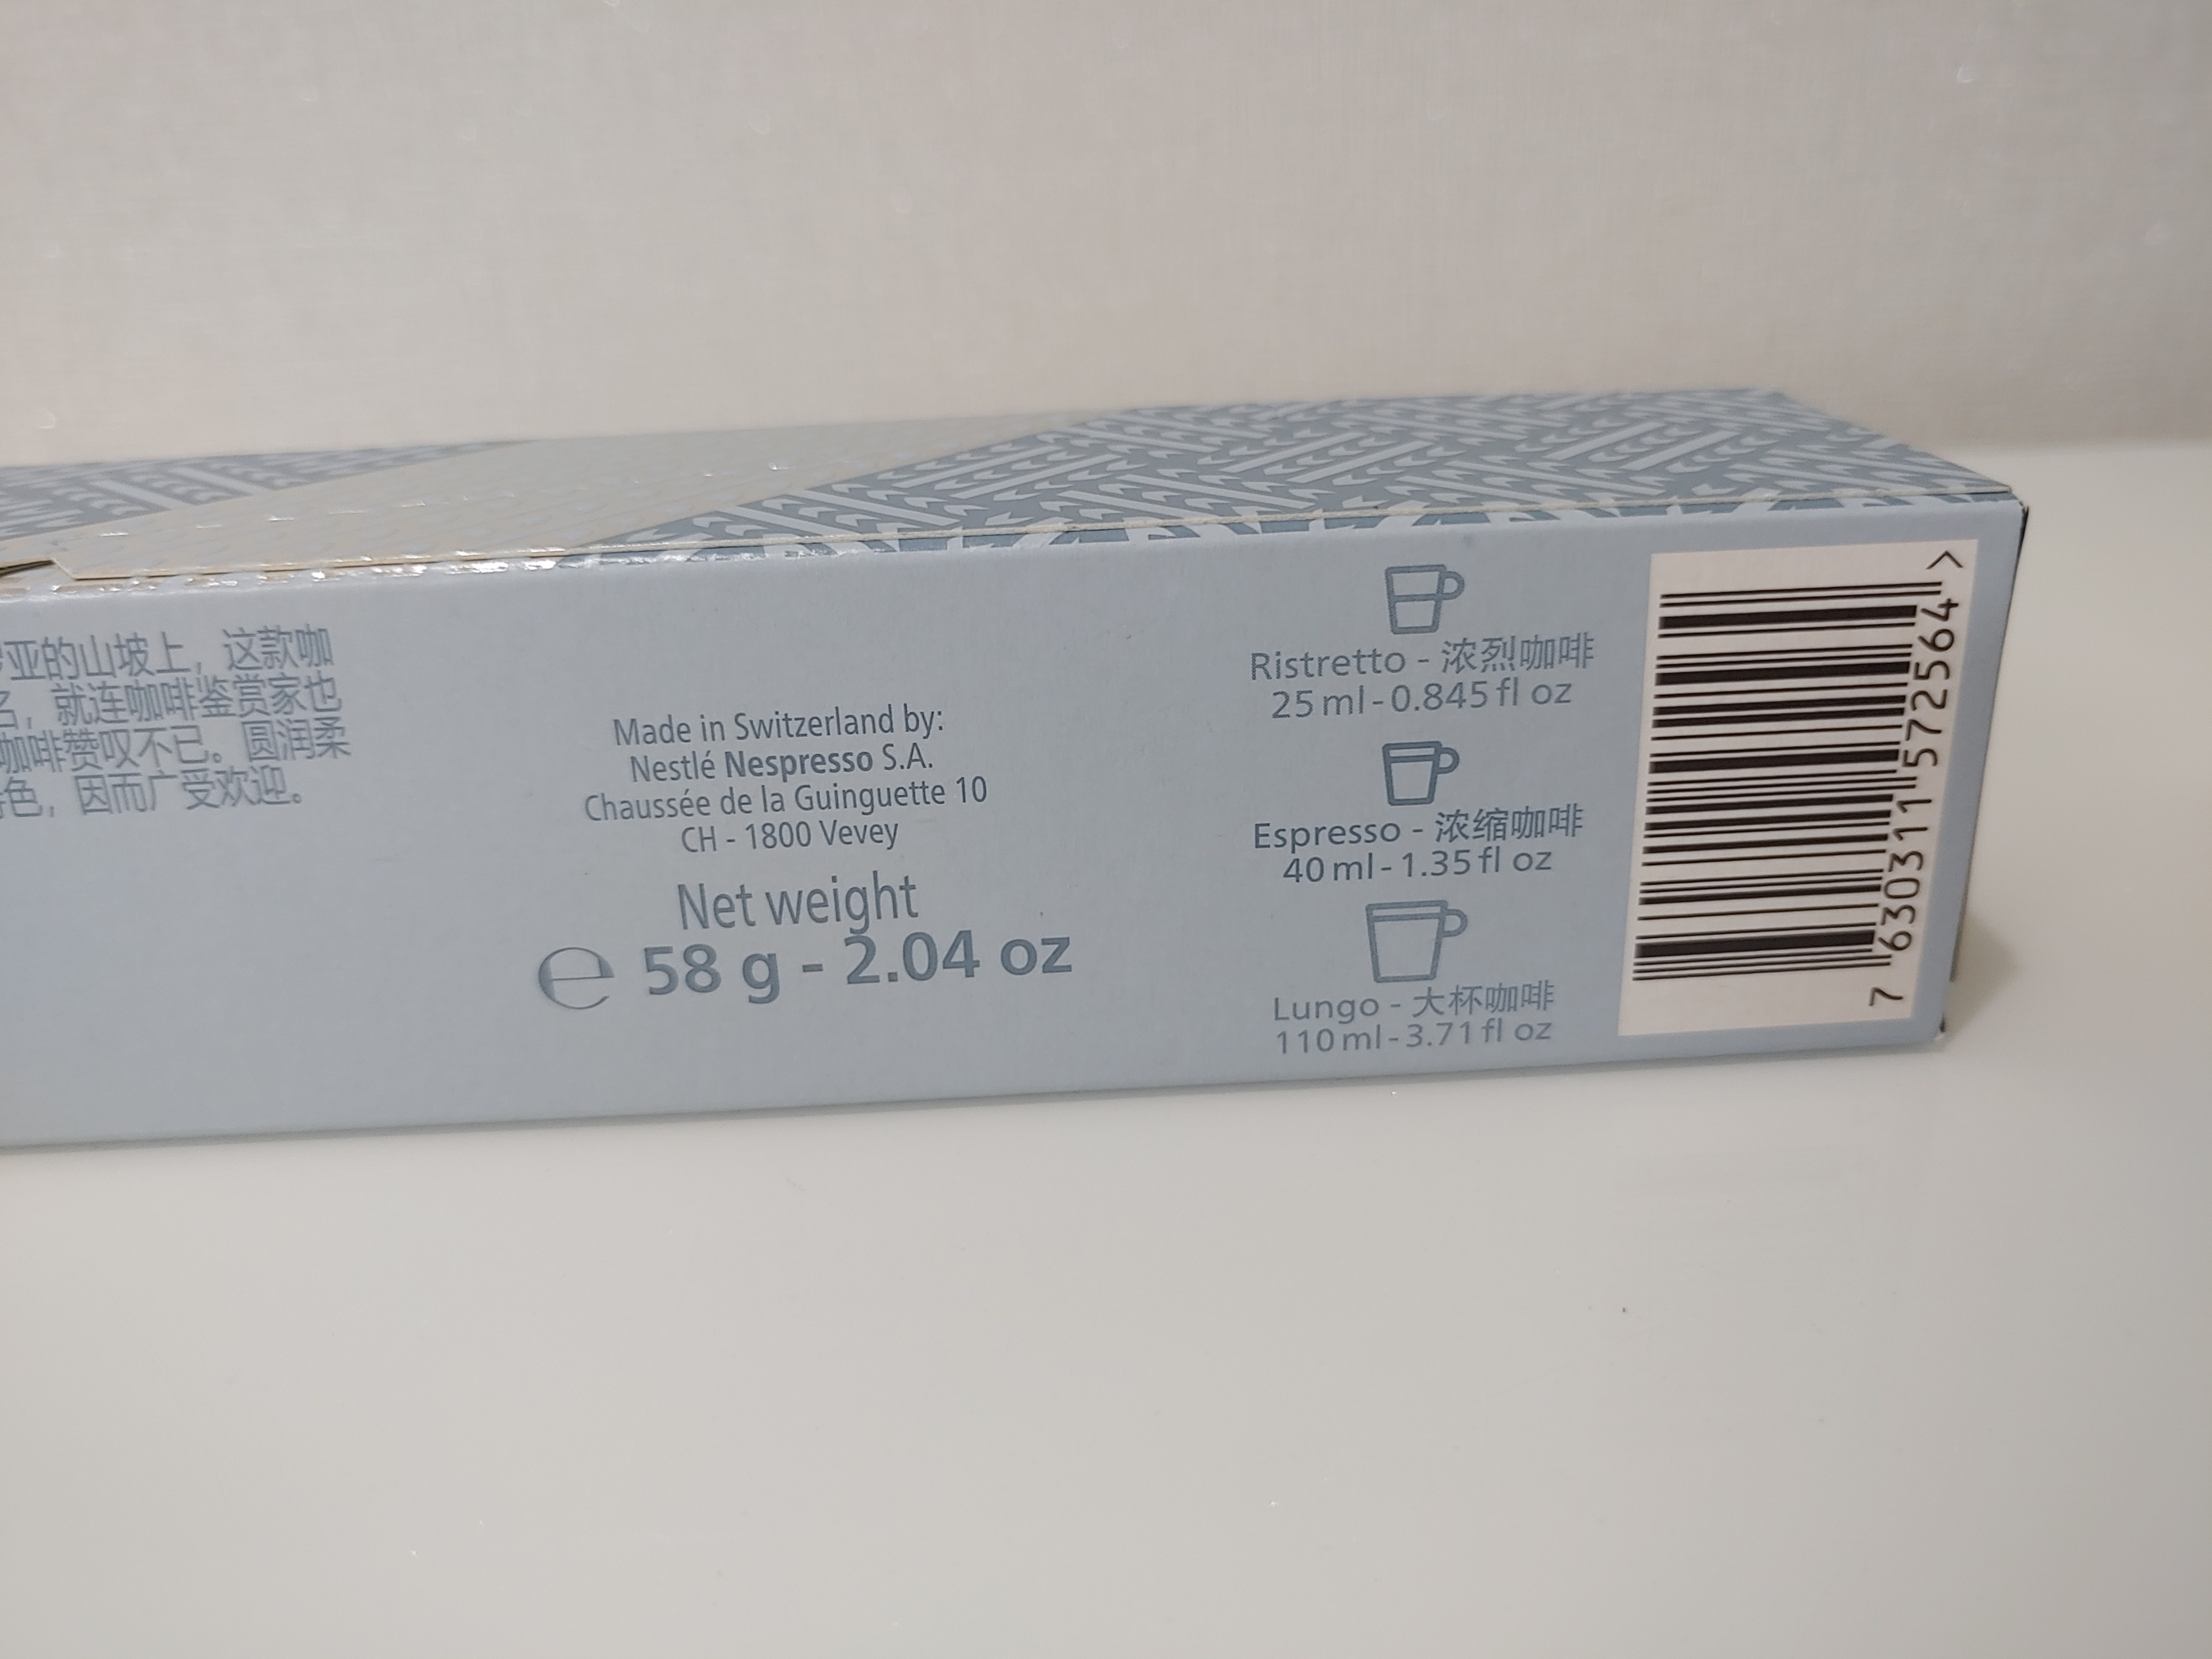 亚的山坡上，这款咖
名，就连咖啡鉴赏家也
咖啡赞叹不已。圆润柔
色，因而广受欢迎。
Made in Switzerland by:
Nestlé Nespresso S.A.
Chaussée de la Guinguette 10
CH - 1800 Vevey
Net weight
℮ 58 g - 2.04 oz
Ristretto - 浓烈咖啡
25 ml - 0.845 fl oz
Espresso - 浓缩咖啡
40 ml - 1.35 fl oz
Lungo - 大杯咖啡
110 ml - 3.71 fl oz
7 630311 572564 >